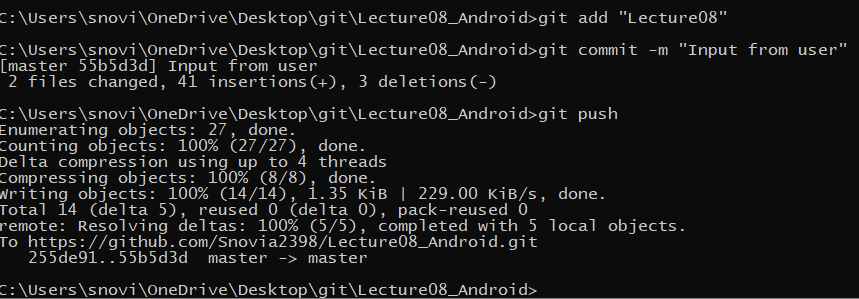 C:\Users\snovi\OneDrive\Desktop\git\Lecture08_Android>git add "Lecture08"
C:\Users\snovi\OneDrive\Desktop\git\Lecture08_Android>git commit -m "Input from user"
[master 55b5d3d] Input from user
 2 files changed, 41 insertions(+), 3 deletions(-)
C:\Users\snovi\OneDrive\Desktop\git\Lecture08_Android>git push
Enumerating objects: 27, done.
Counting objects: 100% (27/27), done.
Delta compression using up to 4 threads
Compressing objects: 100% (8/8), done.
Writing objects: 100% (14/14), 1.35 KiB | 229.00 KiB/s, done.
Total 14 (delta 5), reused 0 (delta 0), pack-reused 0
remote: Resolving deltas: 100% (5/5), completed with 5 local objects.
To https://github.com/Snovia2398/Lecture08_Android.git
   255de91..55b5d3d  master -> master
C:\Users\snovi\OneDrive\Desktop\git\Lecture08_Android>